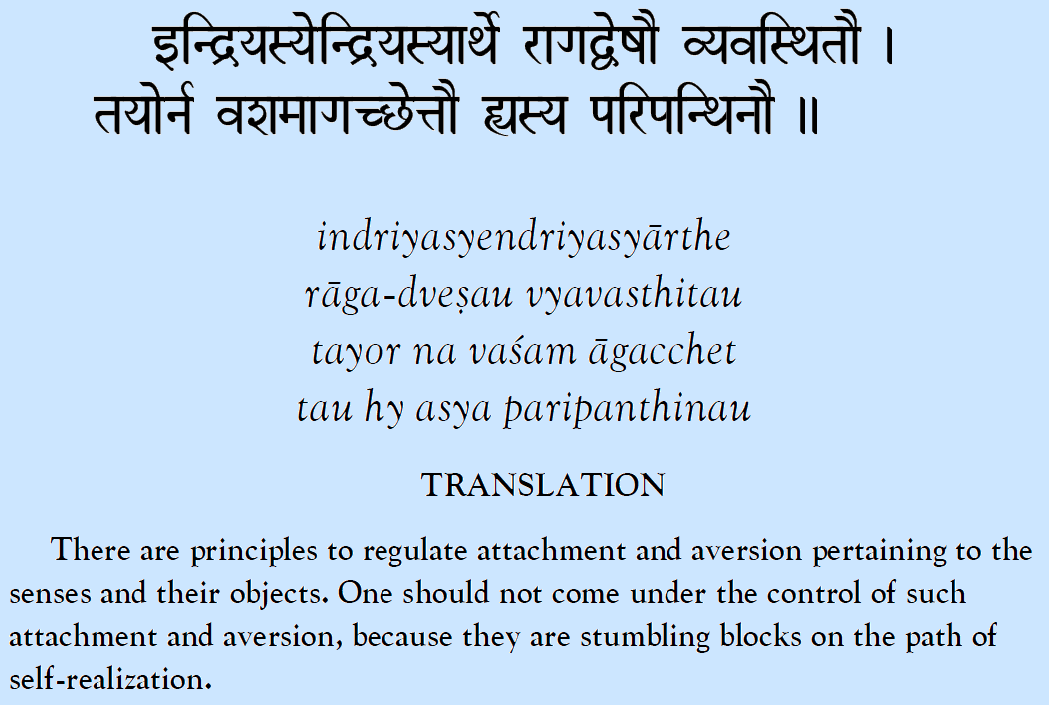 इन्द्रियस्येन्द्रियस्यार्थे रागद्वेषौ व्यवस्थितौ ।
तयोर्न वशमागच्छेत्तौ ह्यस्य परिपन्थिनौ ॥
indriyasyendriyasyārthe
rāga-dveṣau vyavasthitau
tayor na vaśam āgacchet
tau hy asya paripanthinau
TRANSLATION
There are principles to regulate attachment and aversion pertaining to the
senses and their objects. One should not come under the control of such
attachment and aversion, because they are stumbling blocks on the path of
self-realization.